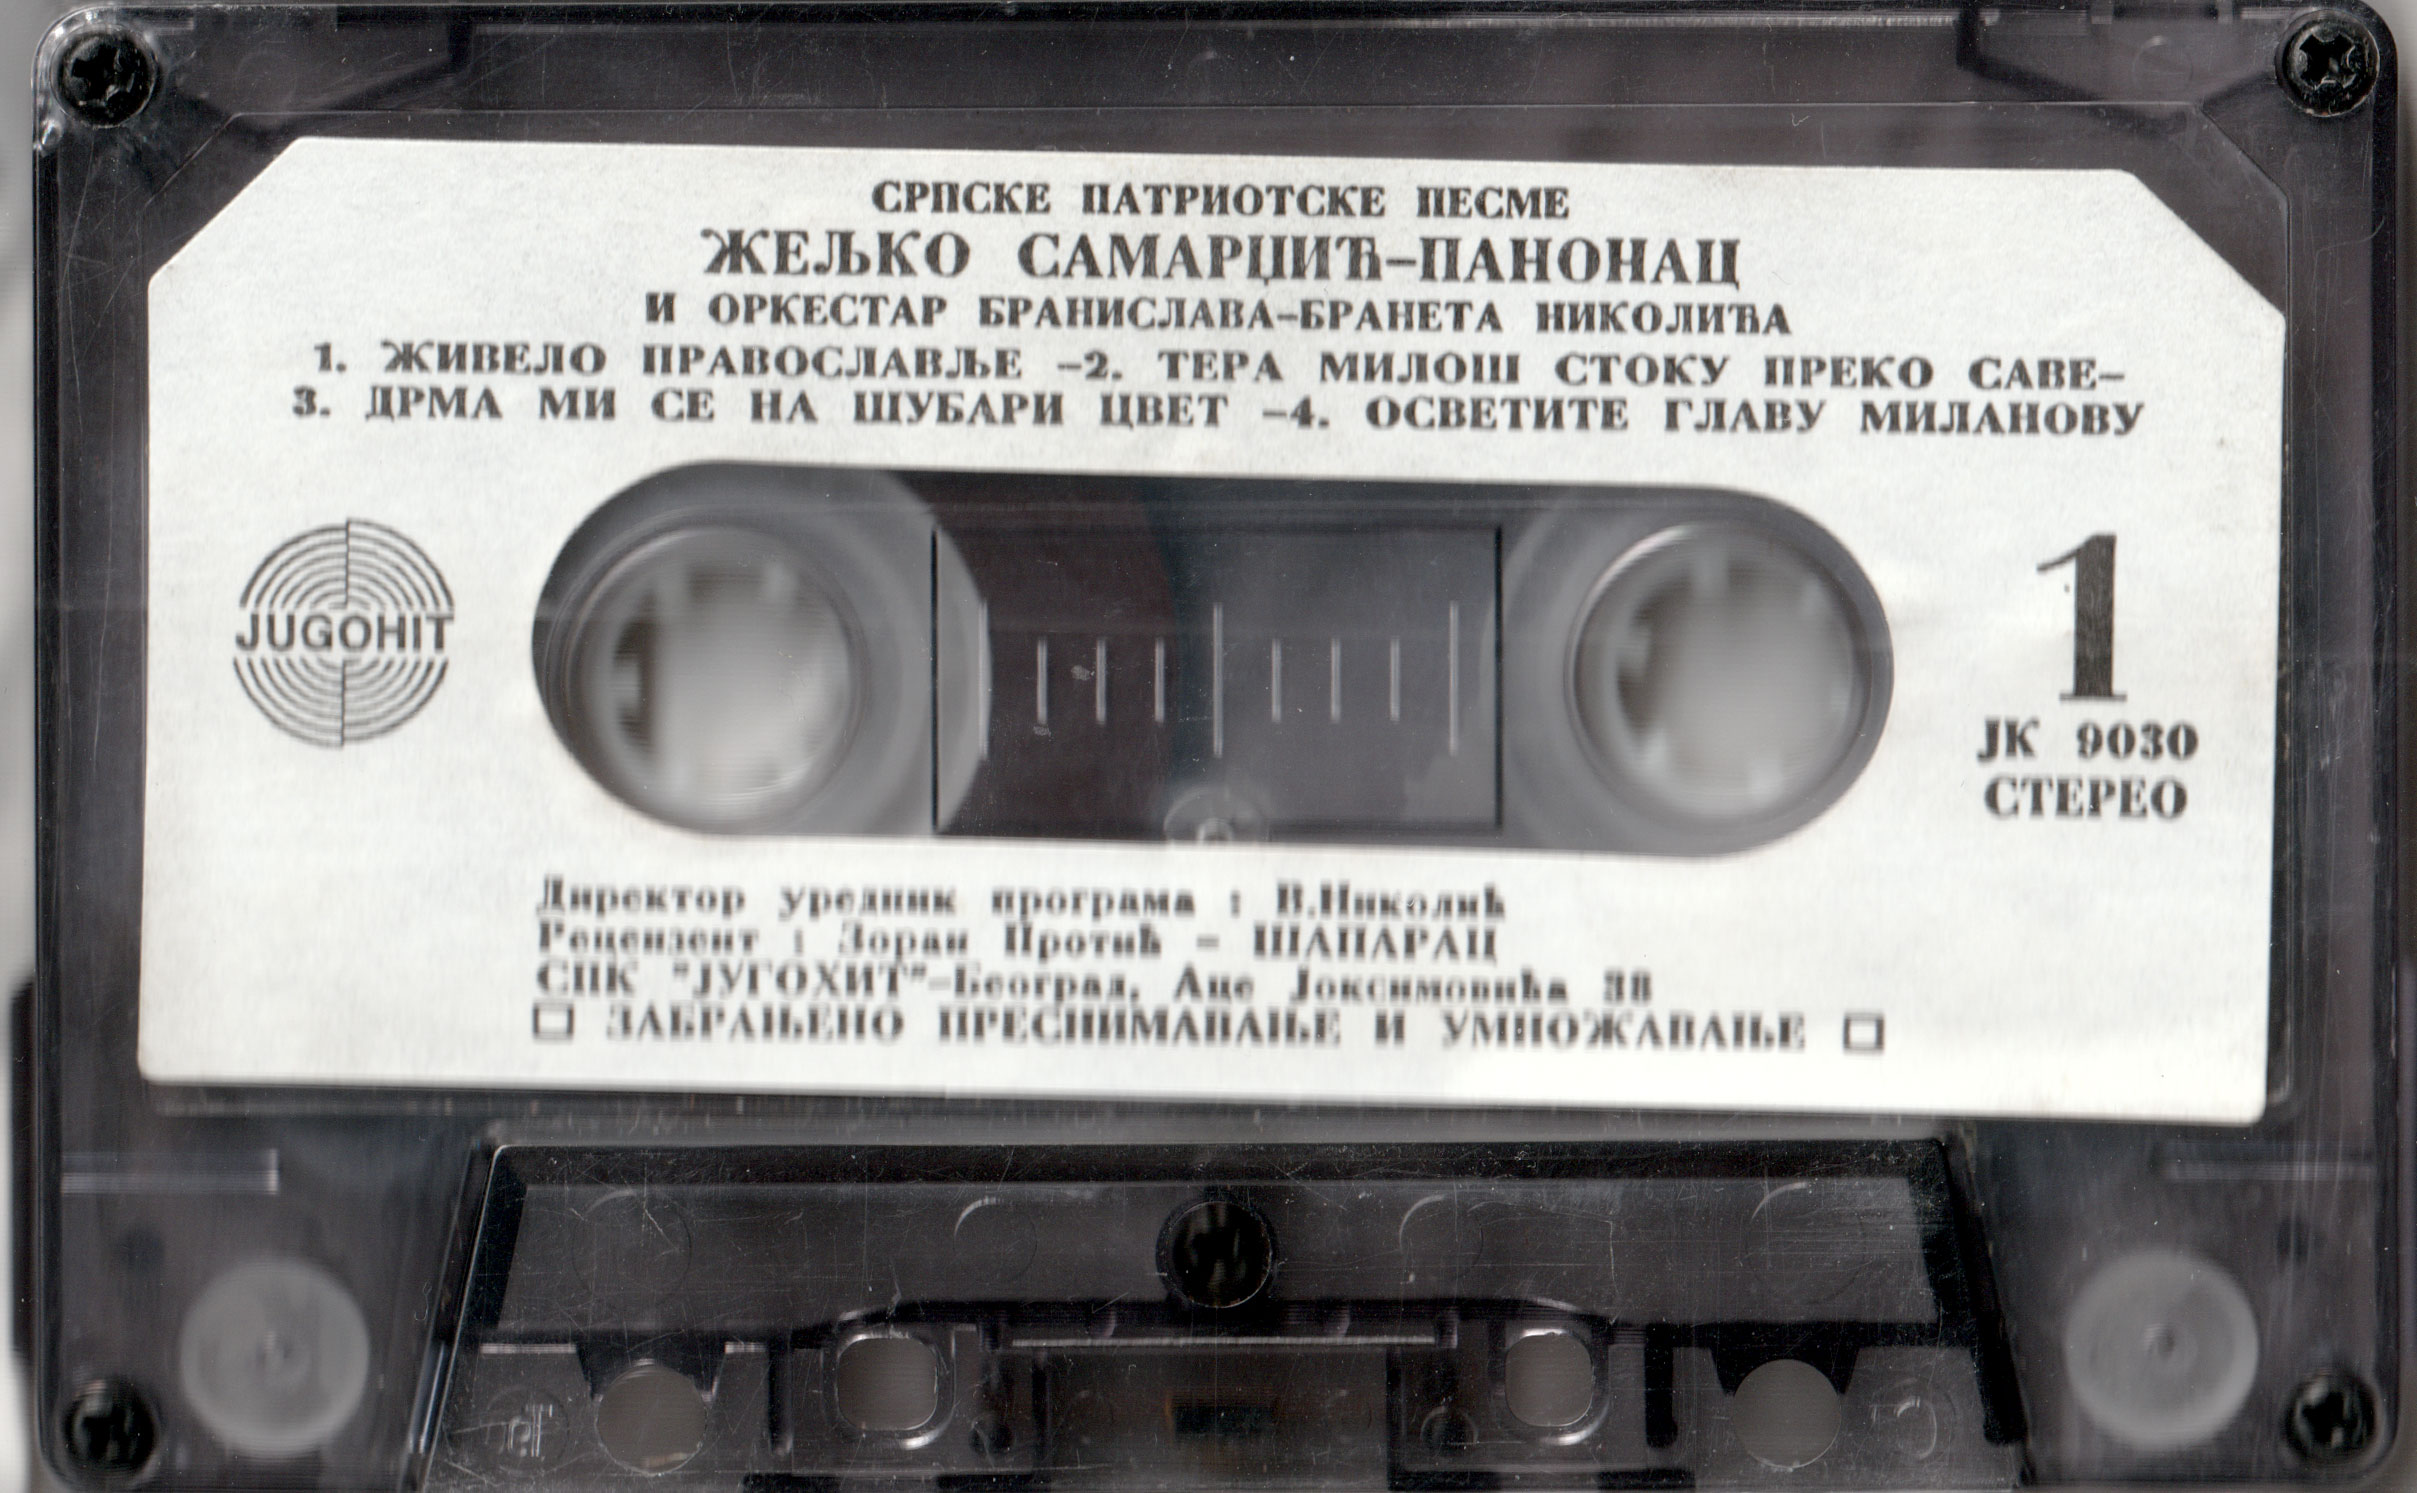 СРПСКЕ ПАТРИОТСКЕ ПЕСМЕ
ЖЕЉКО САМАРЏИЋ-ПАНОНАЦ
И ОРКЕСТАР БРАНИСЛАВА-БРАНЕТА НИКОЛИЋА
1. ЖИВЕЛО ПРАВОСЛАВЉЕ -2. ТЕРА МИЛОШ СТОКУ ПРЕКО САВЕ-
3. ДРМА МИ СЕ НА ШУБАРИ ЦВЕТ -4. ОСВЕТИТЕ ГЛАВУ МИЛАНОВУ
JUGOHIT
1
ЈК 9030
СТЕРЕО
Директор уредник програма : В.Николић
Рецензент : Зоран Протић - ШАПАРАЦ
СПК "ЈУГОХИТ"-Београд, Аце Јоксимовића 38
□ ЗАБРАЊЕНО ПРЕСНИМАВАЊЕ И УМНОЖАВАЊЕ □